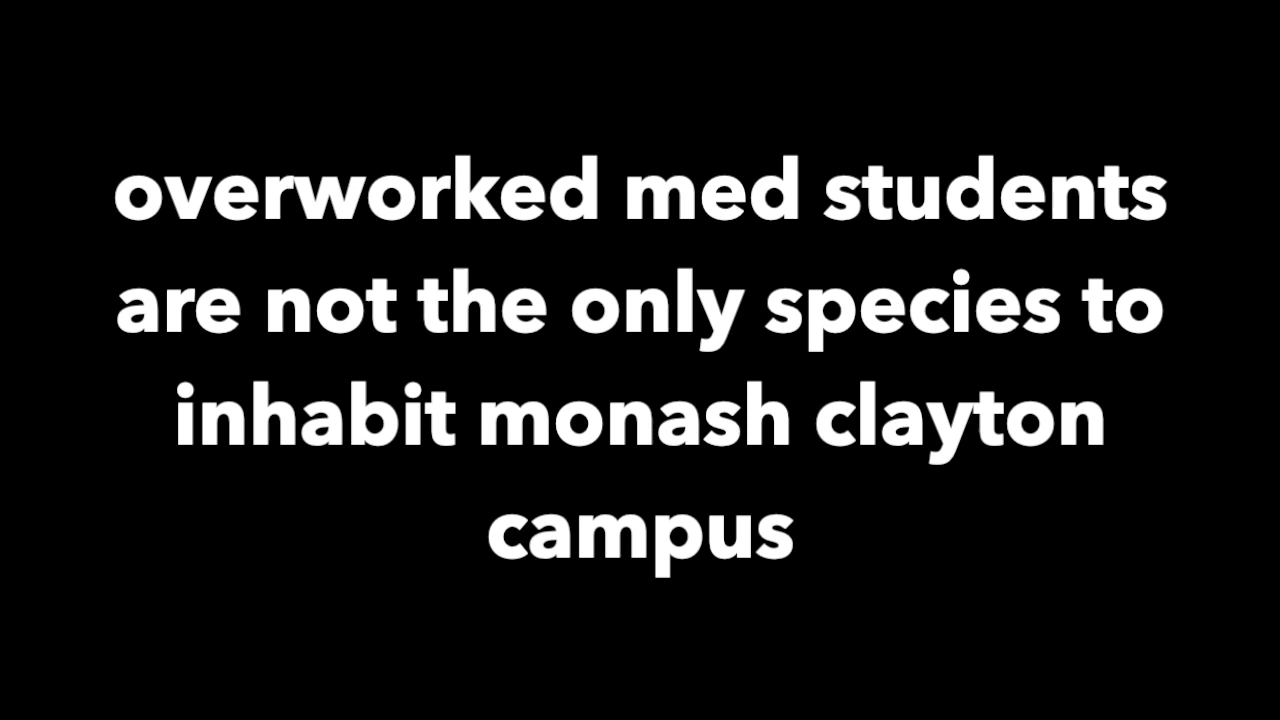 overworked med students
are not the only species to
inhabit monash clayton
campus